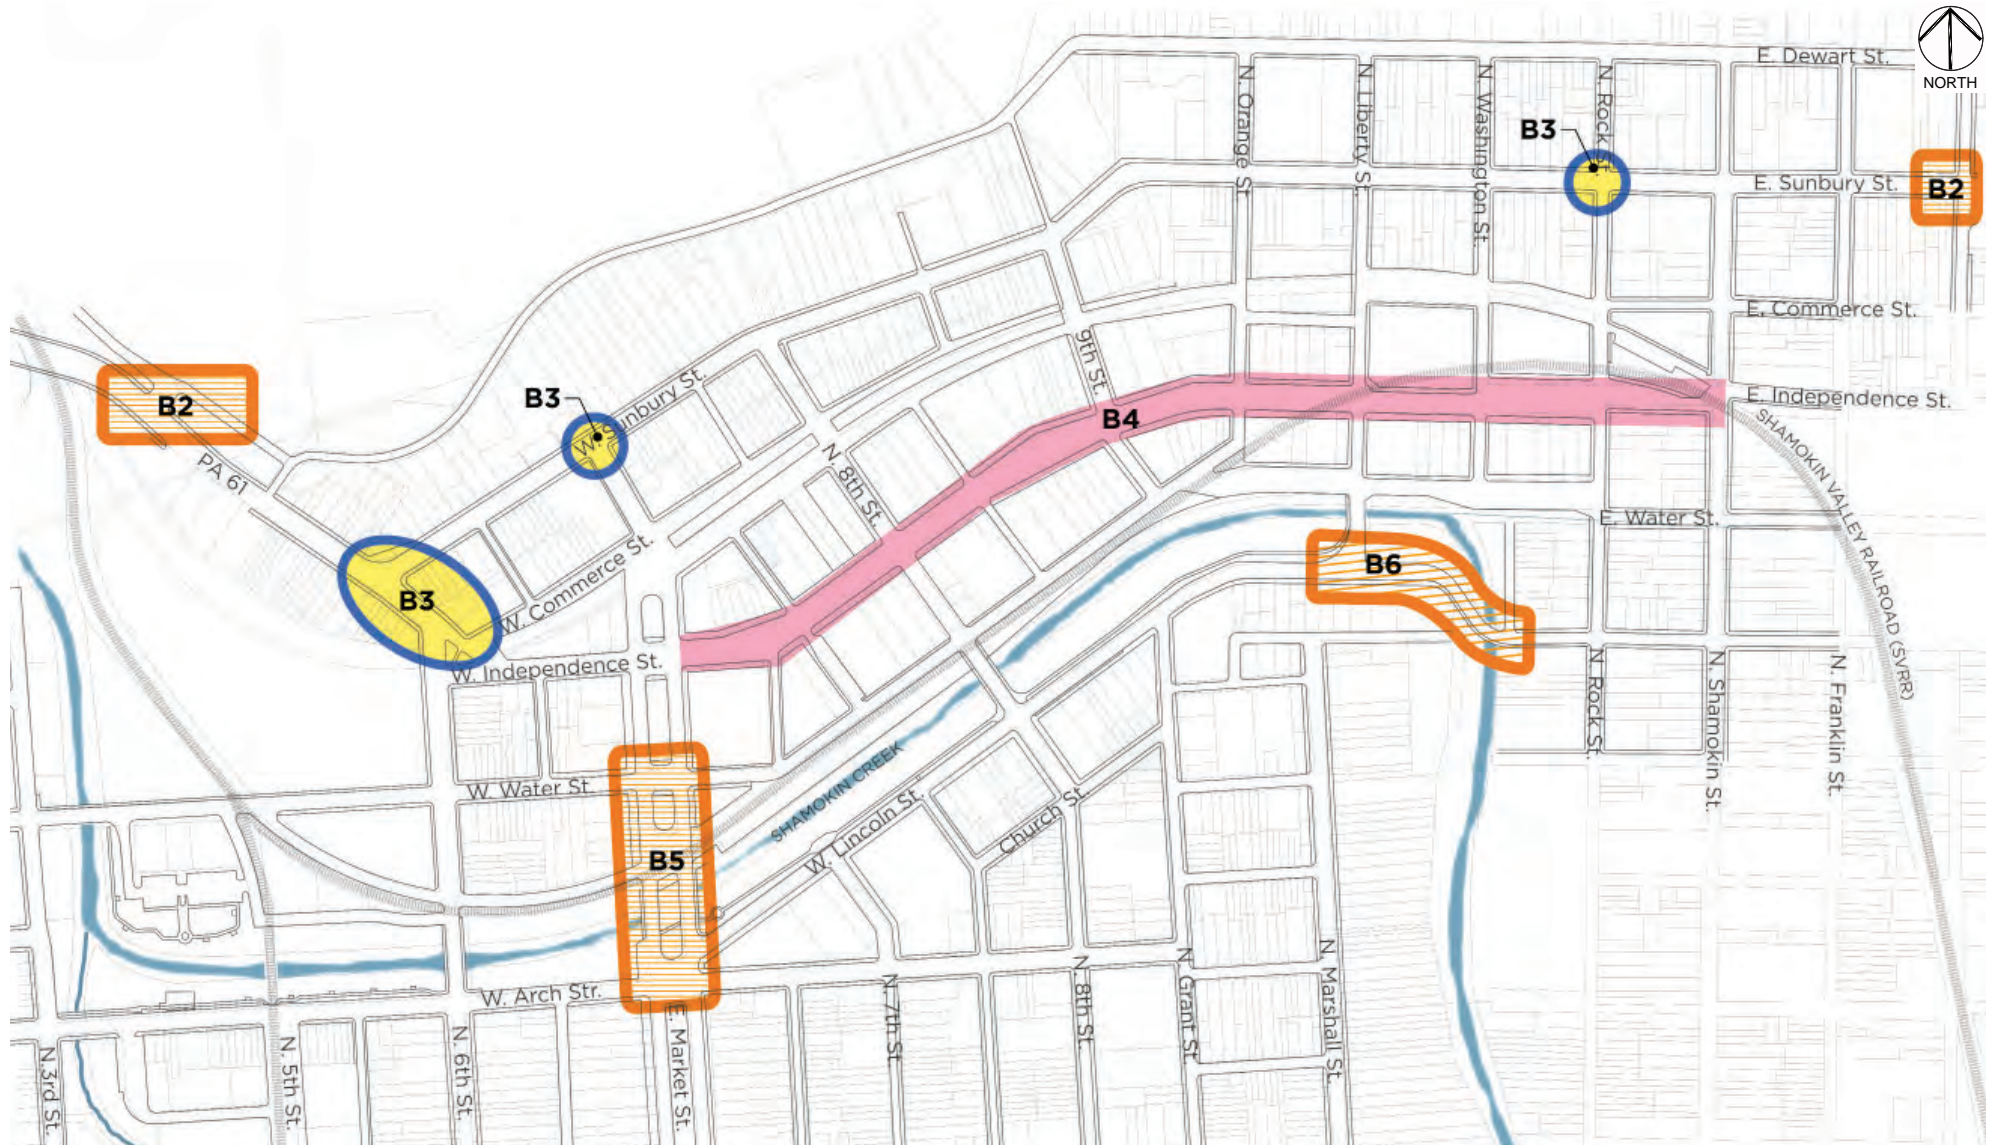 E. Dewart St.
NORTH
N. Orange St
N. Liberty St.
N. Washington St.
N. Rock St.
B3
E. Sunbury St.
B2
E. Commerce St.
9th St.
E. Independence St.
B2
B3
W. Sunbury St.
B4
PA 61
N. 8th St.
SHAMOKIN VALLEY RAILROAD (SVRR)
E. Water St.
B6
B3
W. Commerce St.
W. Independence St.
N. Rock St.
N. Shamokin St.
N. Franklin St.
W. Water St.
SHAMOKIN CREEK
W. Lincoln St.
Church St.
B5
W. Arch Str.
N. 3rd St.
N. 5th St.
N. 6th St.
E. Market St.
N. 7th St.
N. 8th St.
N. Grant St.
N. Marshall St.